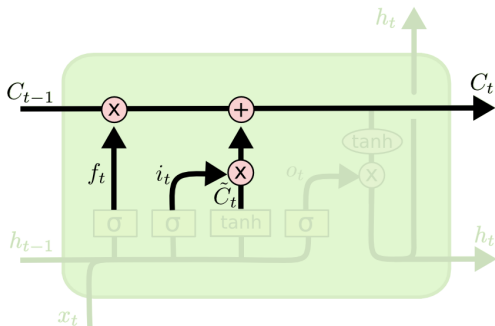 h_t
C_{t-1} × + C_t
tanh
f_t i_t × o_t ×
C̃_t
σ σ tanh σ
h_{t-1} h_t
x_t